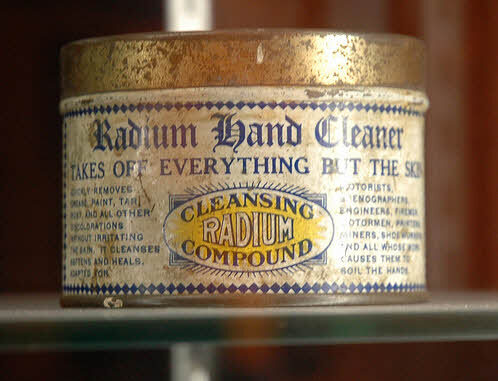 Radium Hand Cleaner
TAKES OFF EVERYTHING BUT THE SKIN
QUICKLY REMOVES
GREASE, PAINT, TAR,
RUST, AND ALL OTHER
DISCOLORATIONS
WITHOUT IRRITATING
THE SKIN. IT CLEANSES
SOFTENS AND HEALS.
ADAPTED FOR
CLEANSING
RADIUM
COMPOUND
MOTORISTS,
STENOGRAPHERS,
ENGINEERS, FIREMEN,
MOTORMEN, PRINTERS,
MINERS, SHOE WORKERS
AND ALL WHOSE WORK
CAUSES THEM TO
SOIL THE HANDS.